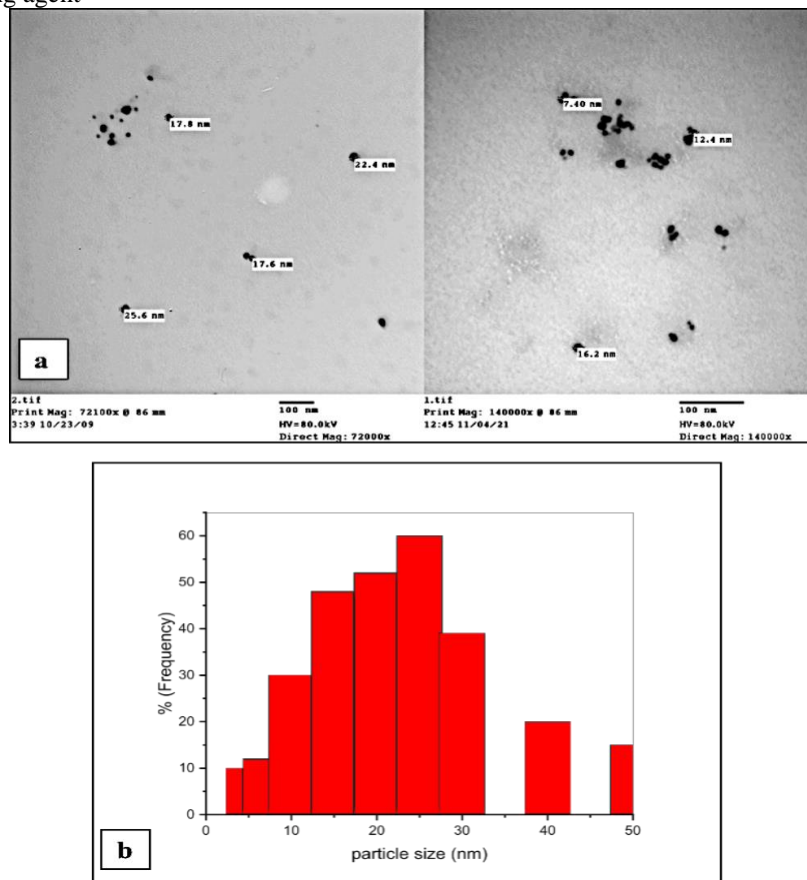 ng agent
7.40 nm
17.8 nm
12.4 nm
22.4 nm
17.6 nm
25.6 nm
16.2 nm
a
2.tif
Print Mag: 72100x @ 86 mm
3:39 10/23/09
100 nm
HV=80.0kV
Direct Mag: 72000x
1.tif
Print Mag: 140000x @ 86 mm
12:45 11/04/21
100 nm
HV=80.0kV
Direct Mag: 140000x
% (Frequency)
60
50
40
30
20
10
0
0 10 20 30 40 50
particle size (nm)
b